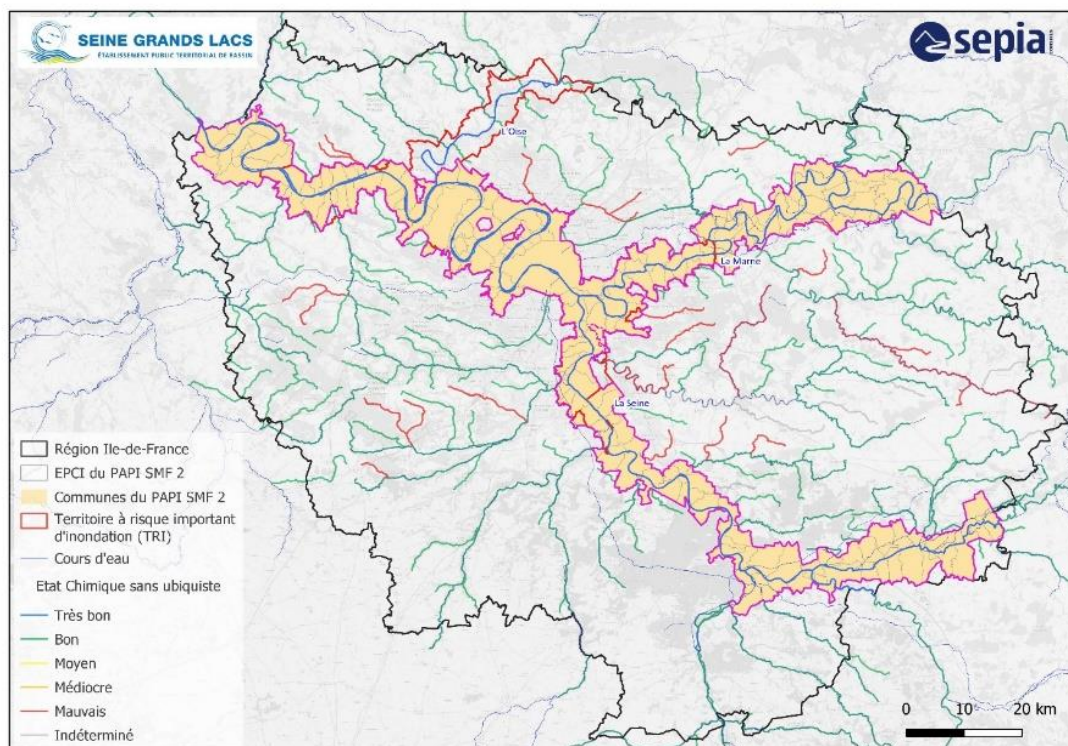 SEINE GRANDS LACS
ÉTABLISSEMENT PUBLIC TERRITORIAL DE BASSIN
sepia
L'Oise
La Marne
La Seine
Région Ile-de-France
EPCI du PAPI SMF 2
Communes du PAPI SMF 2
Territoire à risque important
d'inondation (TRI)
Cours d'eau
Etat Chimique sans ubiquiste
Très bon
Bon
Moyen
Médiocre
Mauvais
Indéterminé
0 10 20 km